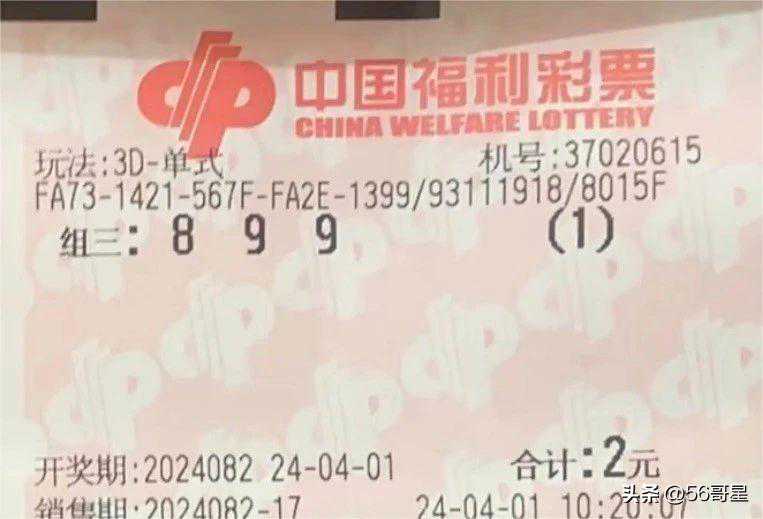 中国福利彩票
CHINA WELFARE LOTTERY
玩法:3D-单式 机号:37020615
FA73-1421-567F-FA2E-1399/93111918/8015F
组三: 8 9 9 (1)
开奖期:2024082 24-04-01 合计:2元
销售期:2024082-17 24-04-01 10:20:07
头条 @56哥星